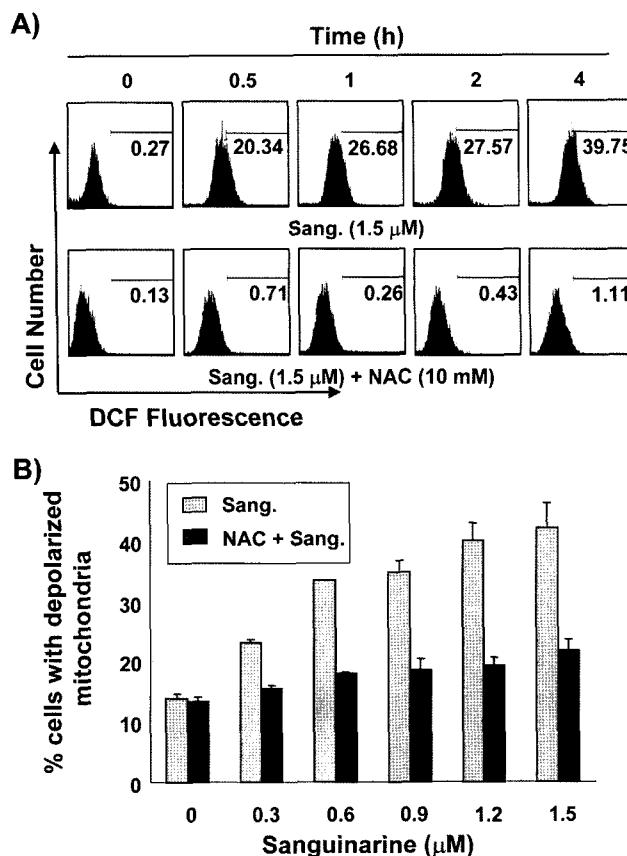 A)
Time (h)
0 0.5 1 2 4
0.27 20.34 26.68 27.57 39.75
Sang. (1.5 μM)
0.13 0.71 0.26 0.43 1.11
Sang. (1.5 μM) + NAC (10 mM)
Cell Number
DCF Fluorescence
B)
% cells with depolarized
mitochondria
50
40
30
20
10
0
Sang.
NAC + Sang.
0 0.3 0.6 0.9 1.2 1.5
Sanguinarine (μM)